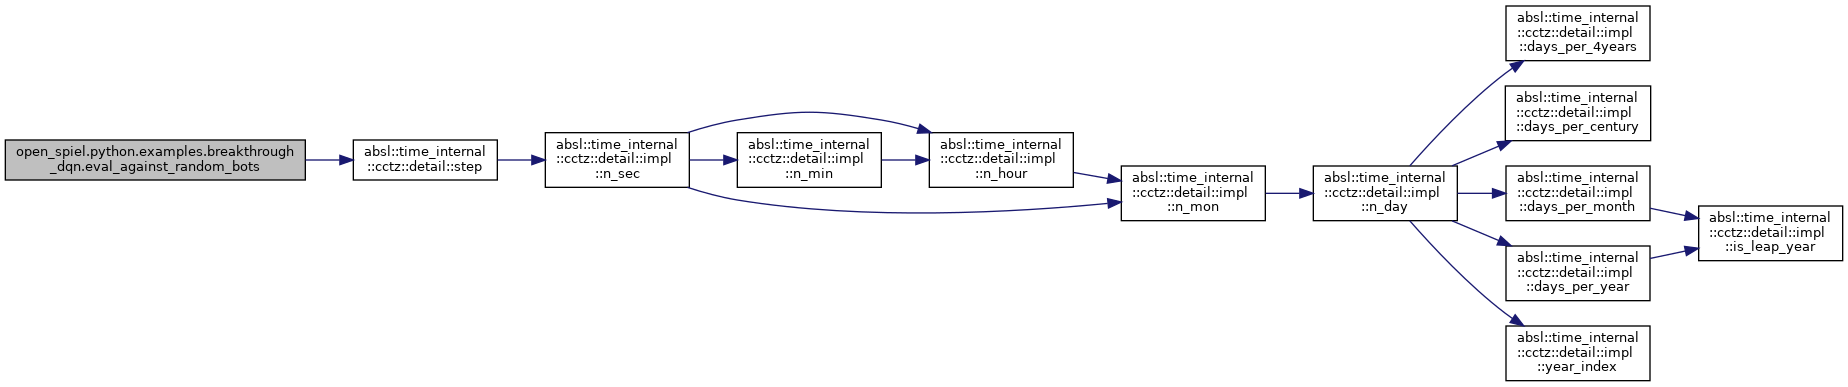 open_spiel.python.examples.breakthrough
_dqn.eval_against_random_bots
absl::time_internal
::cctz::detail::step
absl::time_internal
::cctz::detail::impl
::n_sec
absl::time_internal
::cctz::detail::impl
::n_min
absl::time_internal
::cctz::detail::impl
::n_hour
absl::time_internal
::cctz::detail::impl
::n_mon
absl::time_internal
::cctz::detail::impl
::n_day
absl::time_internal
::cctz::detail::impl
::days_per_4years
absl::time_internal
::cctz::detail::impl
::days_per_century
absl::time_internal
::cctz::detail::impl
::days_per_month
absl::time_internal
::cctz::detail::impl
::days_per_year
absl::time_internal
::cctz::detail::impl
::year_index
absl::time_internal
::cctz::detail::impl
::is_leap_year